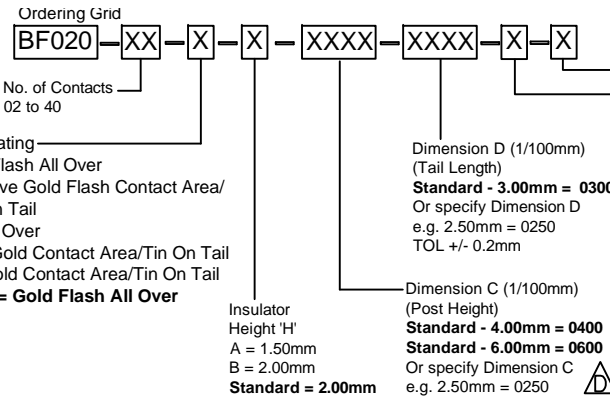 Ordering Grid
BF020 - XX - X - X - XXXX - XXXX - X - X
No. of Contacts
02 to 40
ating
lash All Over
ve Gold Flash Contact Area/
Tail
Over
Gold Contact Area/Tin On Tail
old Contact Area/Tin On Tail
= Gold Flash All Over
Insulator
Height 'H'
A = 1.50mm
B = 2.00mm
Standard = 2.00mm
Dimension D (1/100mm)
(Tail Length)
Standard - 3.00mm = 0300
Or specify Dimension D
e.g. 2.50mm = 0250
TOL +/- 0.2mm
Dimension C (1/100mm)
(Post Height)
Standard - 4.00mm = 0400
Standard - 6.00mm = 0600
Or specify Dimension C
e.g. 2.50mm = 0250
D